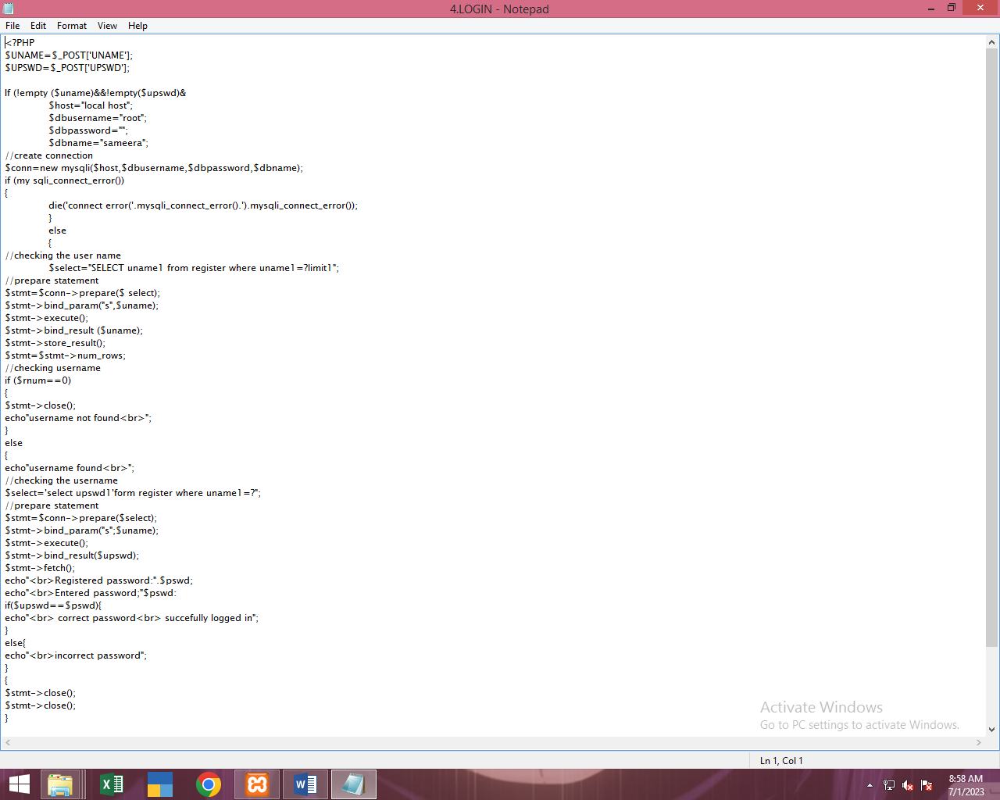 4.LOGIN - Notepad
File Edit Format View Help
<?PHP
$UNAME=$_POST['UNAME'];
$UPSWD=$_POST['UPSWD'];
If (!empty ($uname)&&!empty($upswd)&
$host="local host";
$dbusername="root";
$dbpassword="";
$dbname="sameera";
//create connection
$conn=new mysqli($host,$dbusername,$dbpassword,$dbname);
if (my sqli_connect_error())
{
die('connect error('.mysqli_connect_error().').mysqli_connect_error());
}
else
{
//checking the user name
$select="SELECT uname1 from register where uname1=?limit1";
//prepare statement
$stmt=$conn->prepare($ select);
$stmt->bind_param("s",$uname);
$stmt->execute();
$stmt->bind_result ($uname);
$stmt->store_result();
$stmt=$stmt->num_rows;
//checking username
if ($rnum==0)
{
$stmt->close();
echo"username not found<br>";
}
else
{
echo"username found<br>";
//checking the username
$select='select upswd1'form register where uname1=?";
//prepare statement
$stmt=$conn->prepare($select);
$stmt->bind_param("s";$uname);
$stmt->execute();
$stmt->bind_result($upswd);
$stmt->fetch();
echo"<br>Registered password:".$pswd;
echo"<br>Entered password;"$pswd:
if($upswd==$pswd){
echo"<br> correct password<br> succefully logged in";
}
else{
echo"<br>incorrect password";
}
{
$stmt->close();
$stmt->close();
}
Activate Windows
Go to PC settings to activate Windows.
Ln 1, Col 1
8:58 AM
7/1/2023